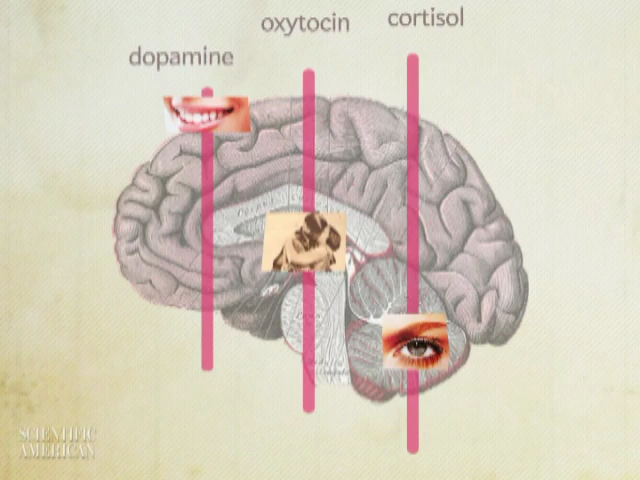 dopamine
oxytocin
cortisol
SCIENTIFIC
AMERICAN